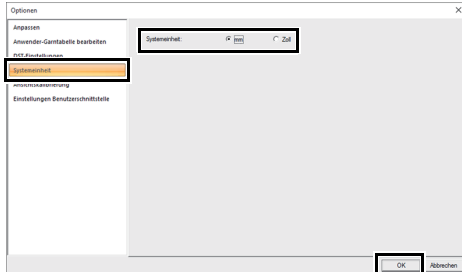 Optionen
Anpassen
Anwender-Garntabelle bearbeiten
DST-Einstellungen
Systemeinheit
Ansichtskalibrierung
Einstellungen Benutzerschnittstelle
Systemeinheit: mm Zoll
OK Abbrechen